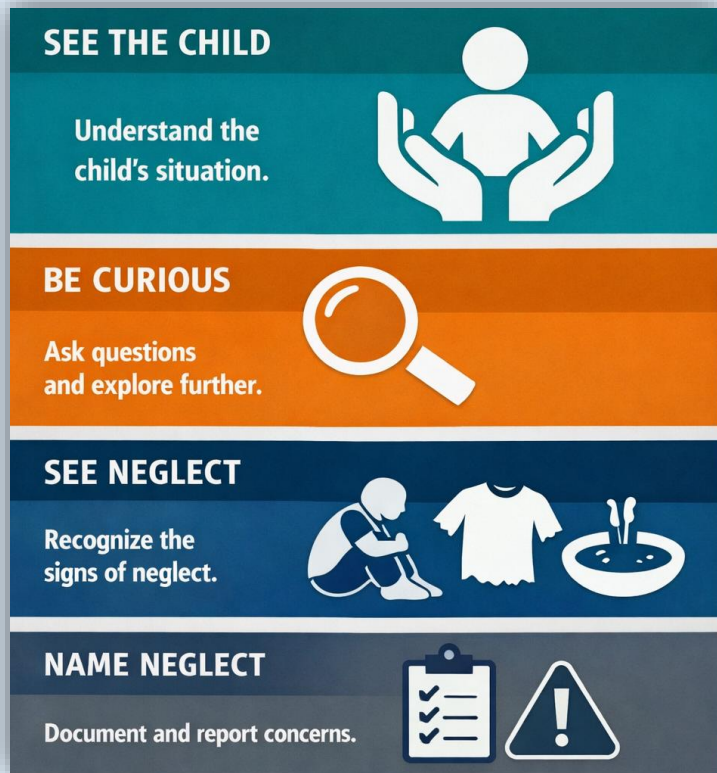 SEE THE CHILD
Understand the
child's situation.
BE CURIOUS
Ask questions
and explore further.
SEE NEGLECT
Recognize the
signs of neglect.
NAME NEGLECT
Document and report concerns.